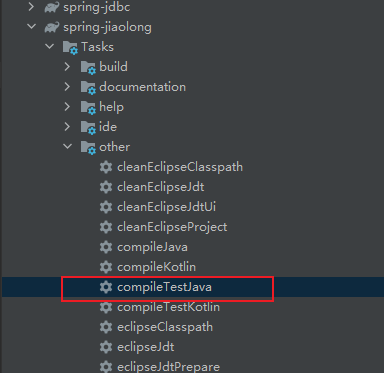 spring-jdbc
spring-jiaolong
Tasks
build
documentation
help
ide
other
cleanEclipseClasspath
cleanEclipseJdt
cleanEclipseJdtUi
cleanEclipseProject
compileJava
compileKotlin
compileTestJava
compileTestKotlin
eclipseClasspath
eclipseJdt
eclipseJdtPrepare